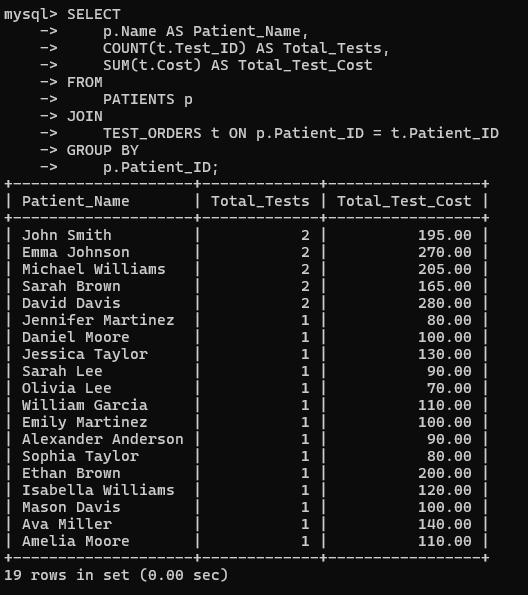 mysql> SELECT
    ->     p.Name AS Patient_Name,
    ->     COUNT(t.Test_ID) AS Total_Tests,
    ->     SUM(t.Cost) AS Total_Test_Cost
    -> FROM
    ->     PATIENTS p
    -> JOIN
    ->     TEST_ORDERS t ON p.Patient_ID = t.Patient_ID
    -> GROUP BY
    ->     p.Patient_ID;
+--------------------+-------------+-----------------+
| Patient_Name       | Total_Tests | Total_Test_Cost |
+--------------------+-------------+-----------------+
| John Smith         |           2 |          195.00 |
| Emma Johnson       |           2 |          270.00 |
| Michael Williams   |           2 |          205.00 |
| Sarah Brown        |           2 |          165.00 |
| David Davis        |           2 |          280.00 |
| Jennifer Martinez  |           1 |           80.00 |
| Daniel Moore       |           1 |          100.00 |
| Jessica Taylor     |           1 |          130.00 |
| Sarah Lee          |           1 |           90.00 |
| Olivia Lee         |           1 |           70.00 |
| William Garcia     |           1 |          110.00 |
| Emily Martinez     |           1 |          100.00 |
| Alexander Anderson |           1 |           90.00 |
| Sophia Taylor      |           1 |           80.00 |
| Ethan Brown        |           1 |          200.00 |
| Isabella Williams  |           1 |          120.00 |
| Mason Davis        |           1 |          100.00 |
| Ava Miller         |           1 |          140.00 |
| Amelia Moore       |           1 |          110.00 |
+--------------------+-------------+-----------------+
19 rows in set (0.00 sec)